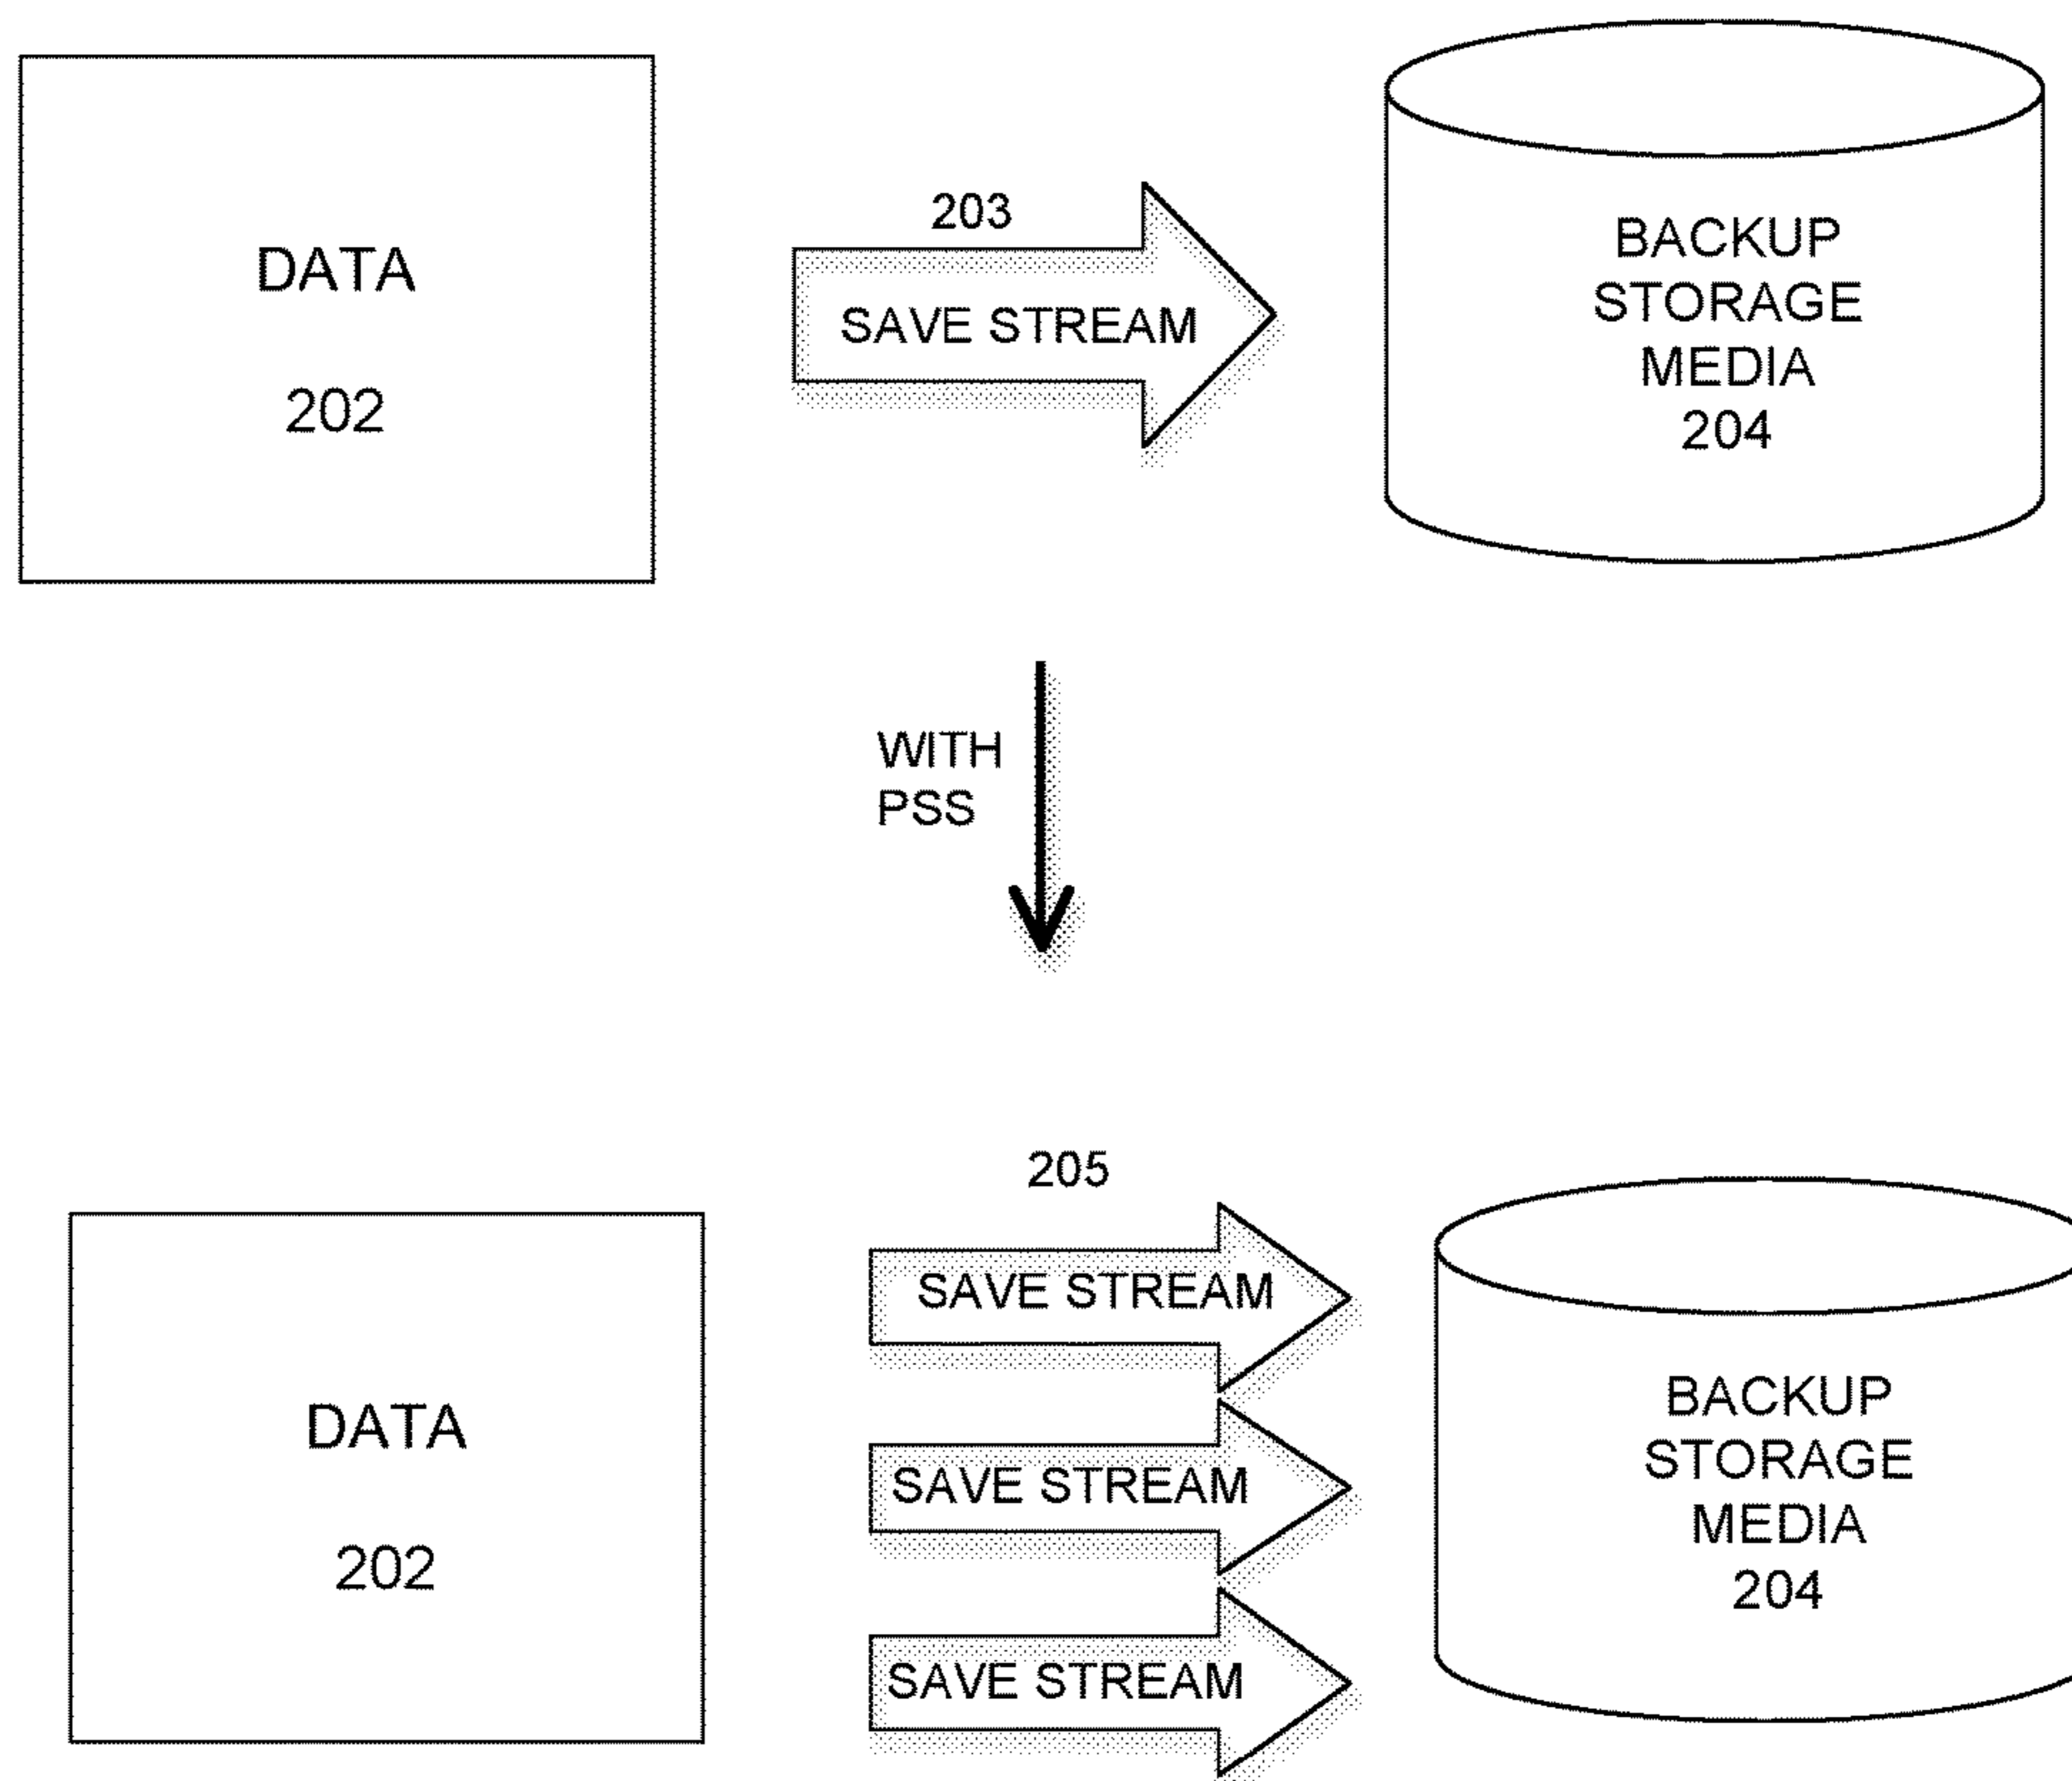 DATA
202
203
SAVE STREAM
BACKUP
STORAGE
MEDIA
204
WITH
PSS
205
DATA
202
SAVE STREAM
SAVE STREAM
SAVE STREAM
BACKUP
STORAGE
MEDIA
204